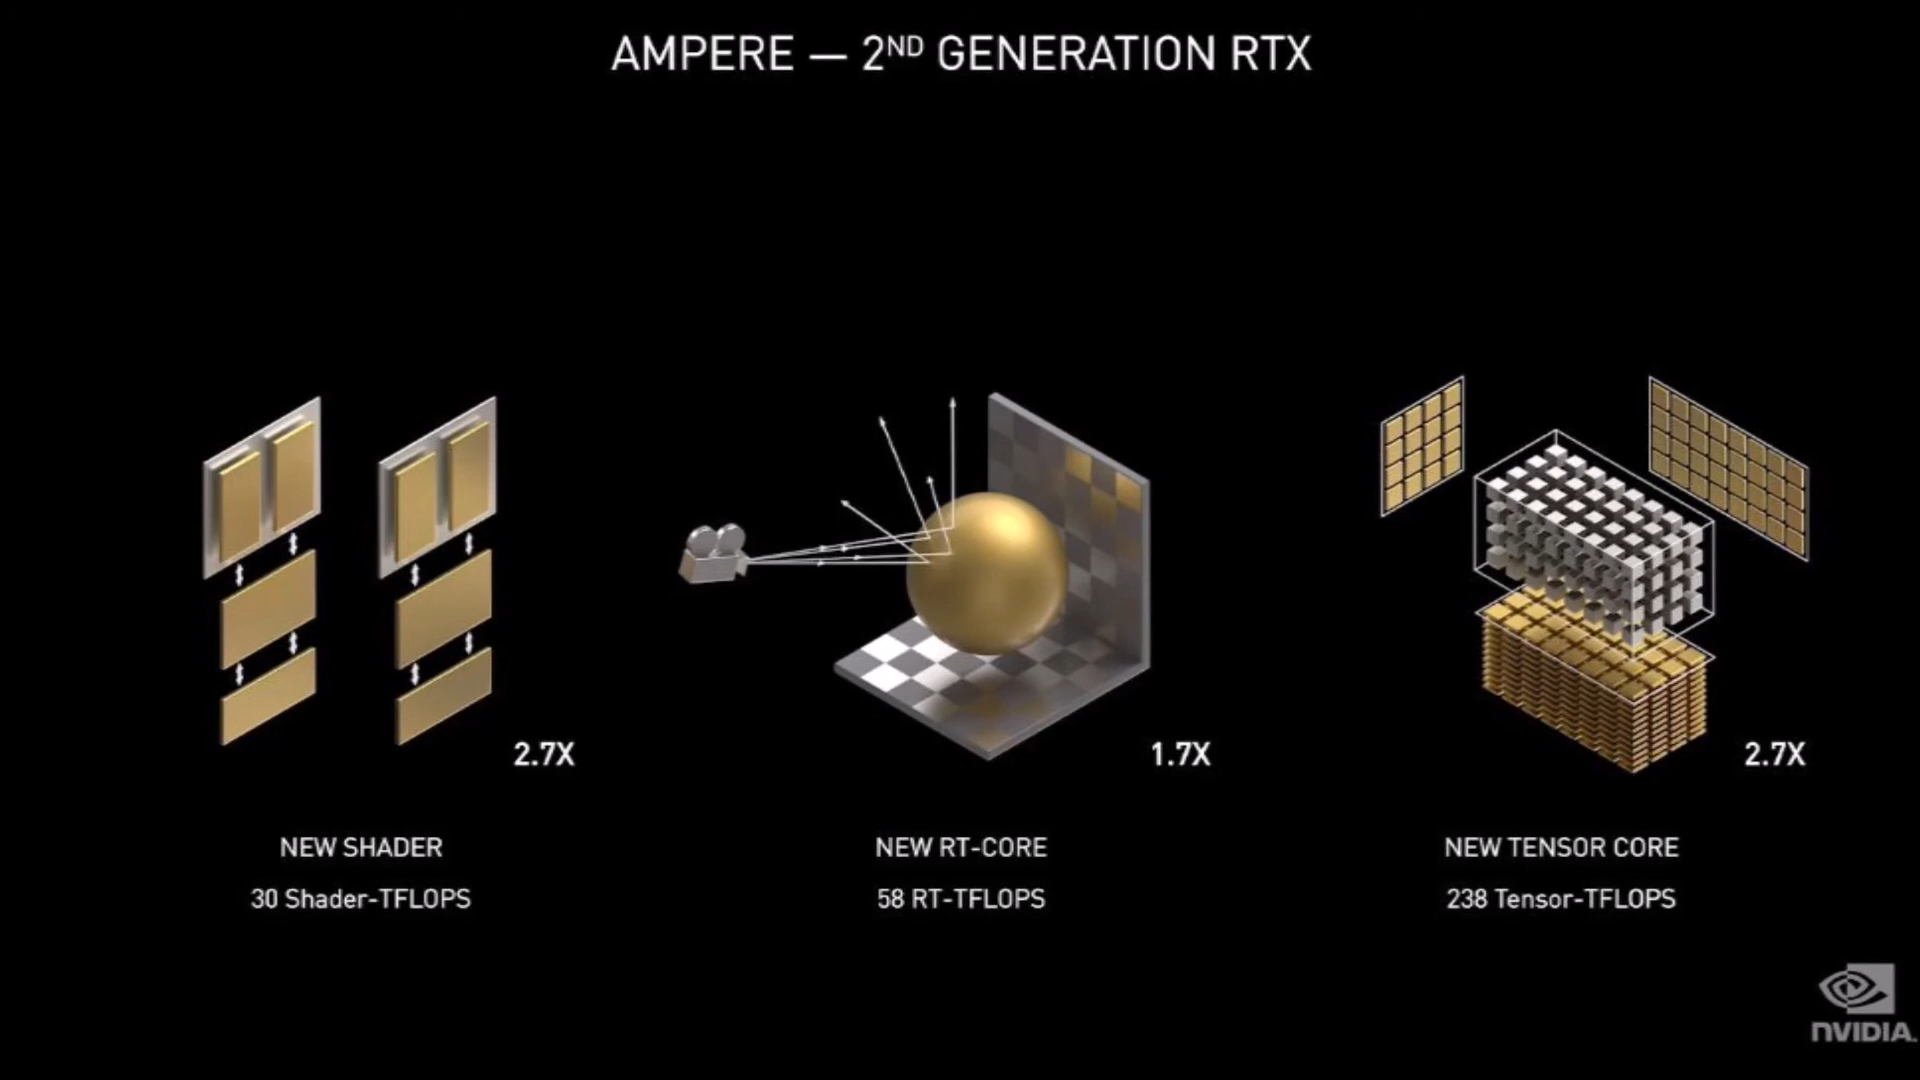 AMPERE — 2ND GENERATION RTX
2.7X
1.7X
2.7X
NEW SHADER
NEW RT-CORE
NEW TENSOR CORE
30 Shader-TFLOPS
58 RT-TFLOPS
238 Tensor-TFLOPS
NVIDIA.